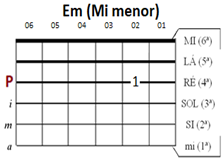 Em (Mi menor)
06 05 04 03 02 01
MI (6ª)
LÀ (5ª)
P 1 RÉ (4ª)
i SOL (3ª)
m SI (2ª)
a mi (1ª)